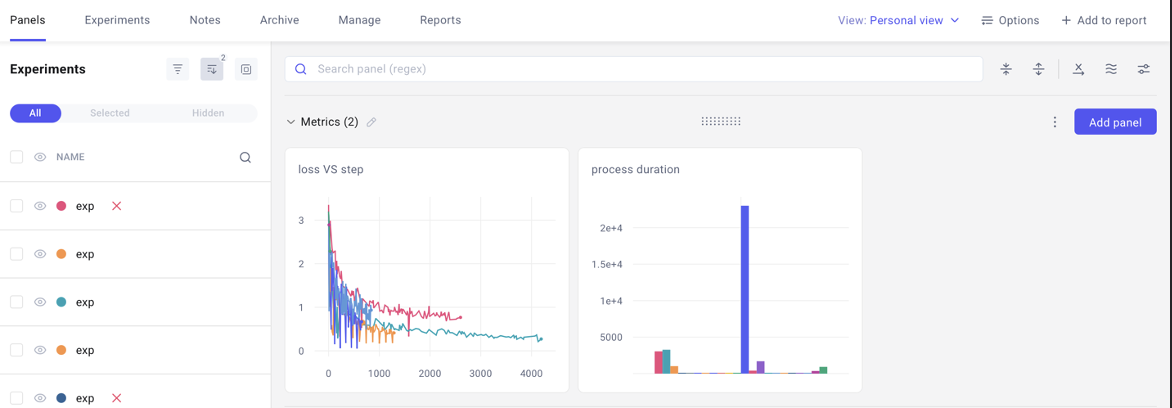 Panels Experiments Notes Archive Manage Reports View: Personal view Options Add to report
Experiments 2
Search panel (regex)
All Selected Hidden
Metrics (2) Add panel
NAME
exp
exp
exp
exp
exp
loss VS step
3
2
1
0
0 1000 2000 3000 4000
process duration
2e+4
1.5e+4
1e+4
5000